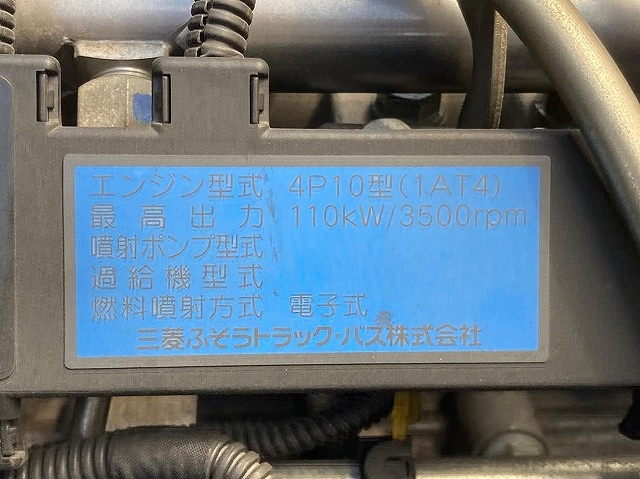 エンジン型式 4P10型(1AT4)
最高出力 110kW/3500rpm
噴射ポンプ型式
過給機型式
燃料噴射方式 電子式
三菱ふそうトラック・バス株式会社